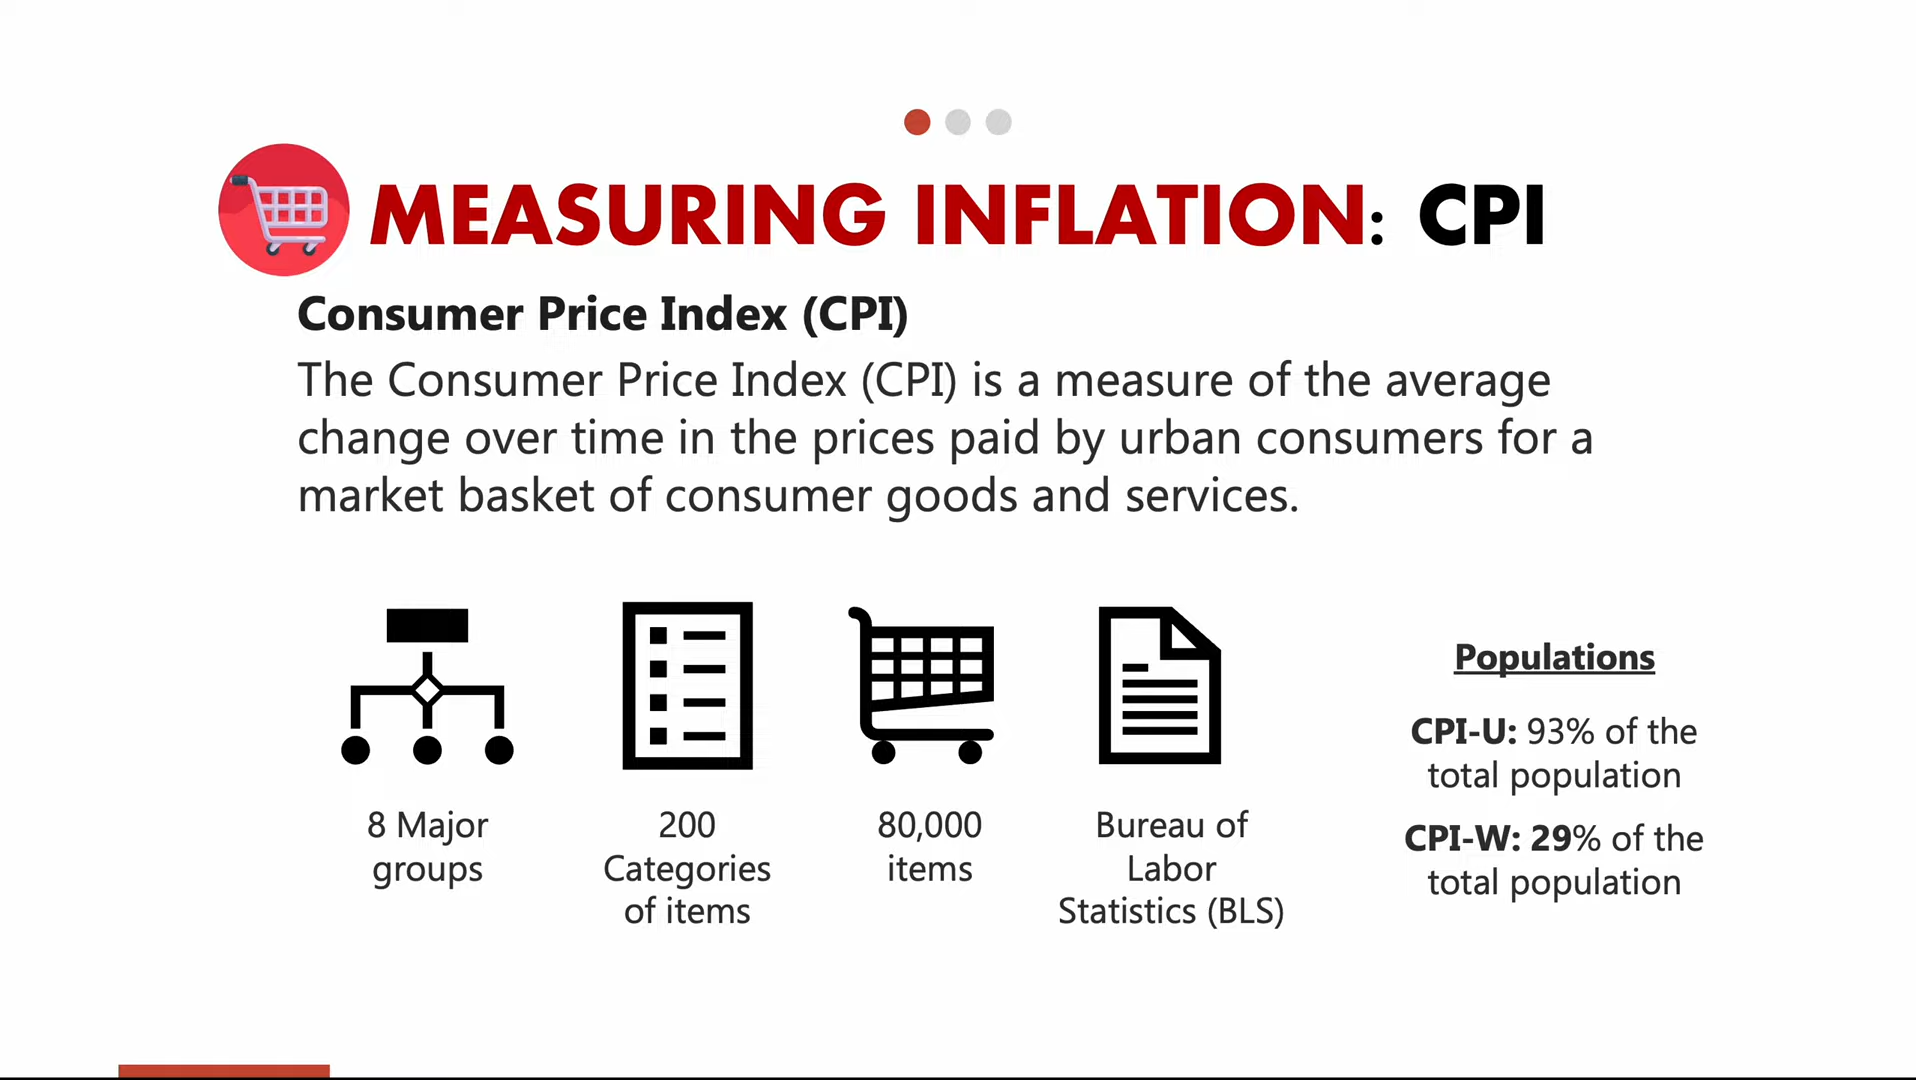 MEASURING INFLATION: CPI
Consumer Price Index (CPI)
The Consumer Price Index (CPI) is a measure of the average
change over time in the prices paid by urban consumers for a
market basket of consumer goods and services.
8 Major
groups
200
Categories
of items
80,000
items
Bureau of
Labor
Statistics (BLS)
Populations
CPI-U: 93% of the
total population
CPI-W: 29% of the
total population